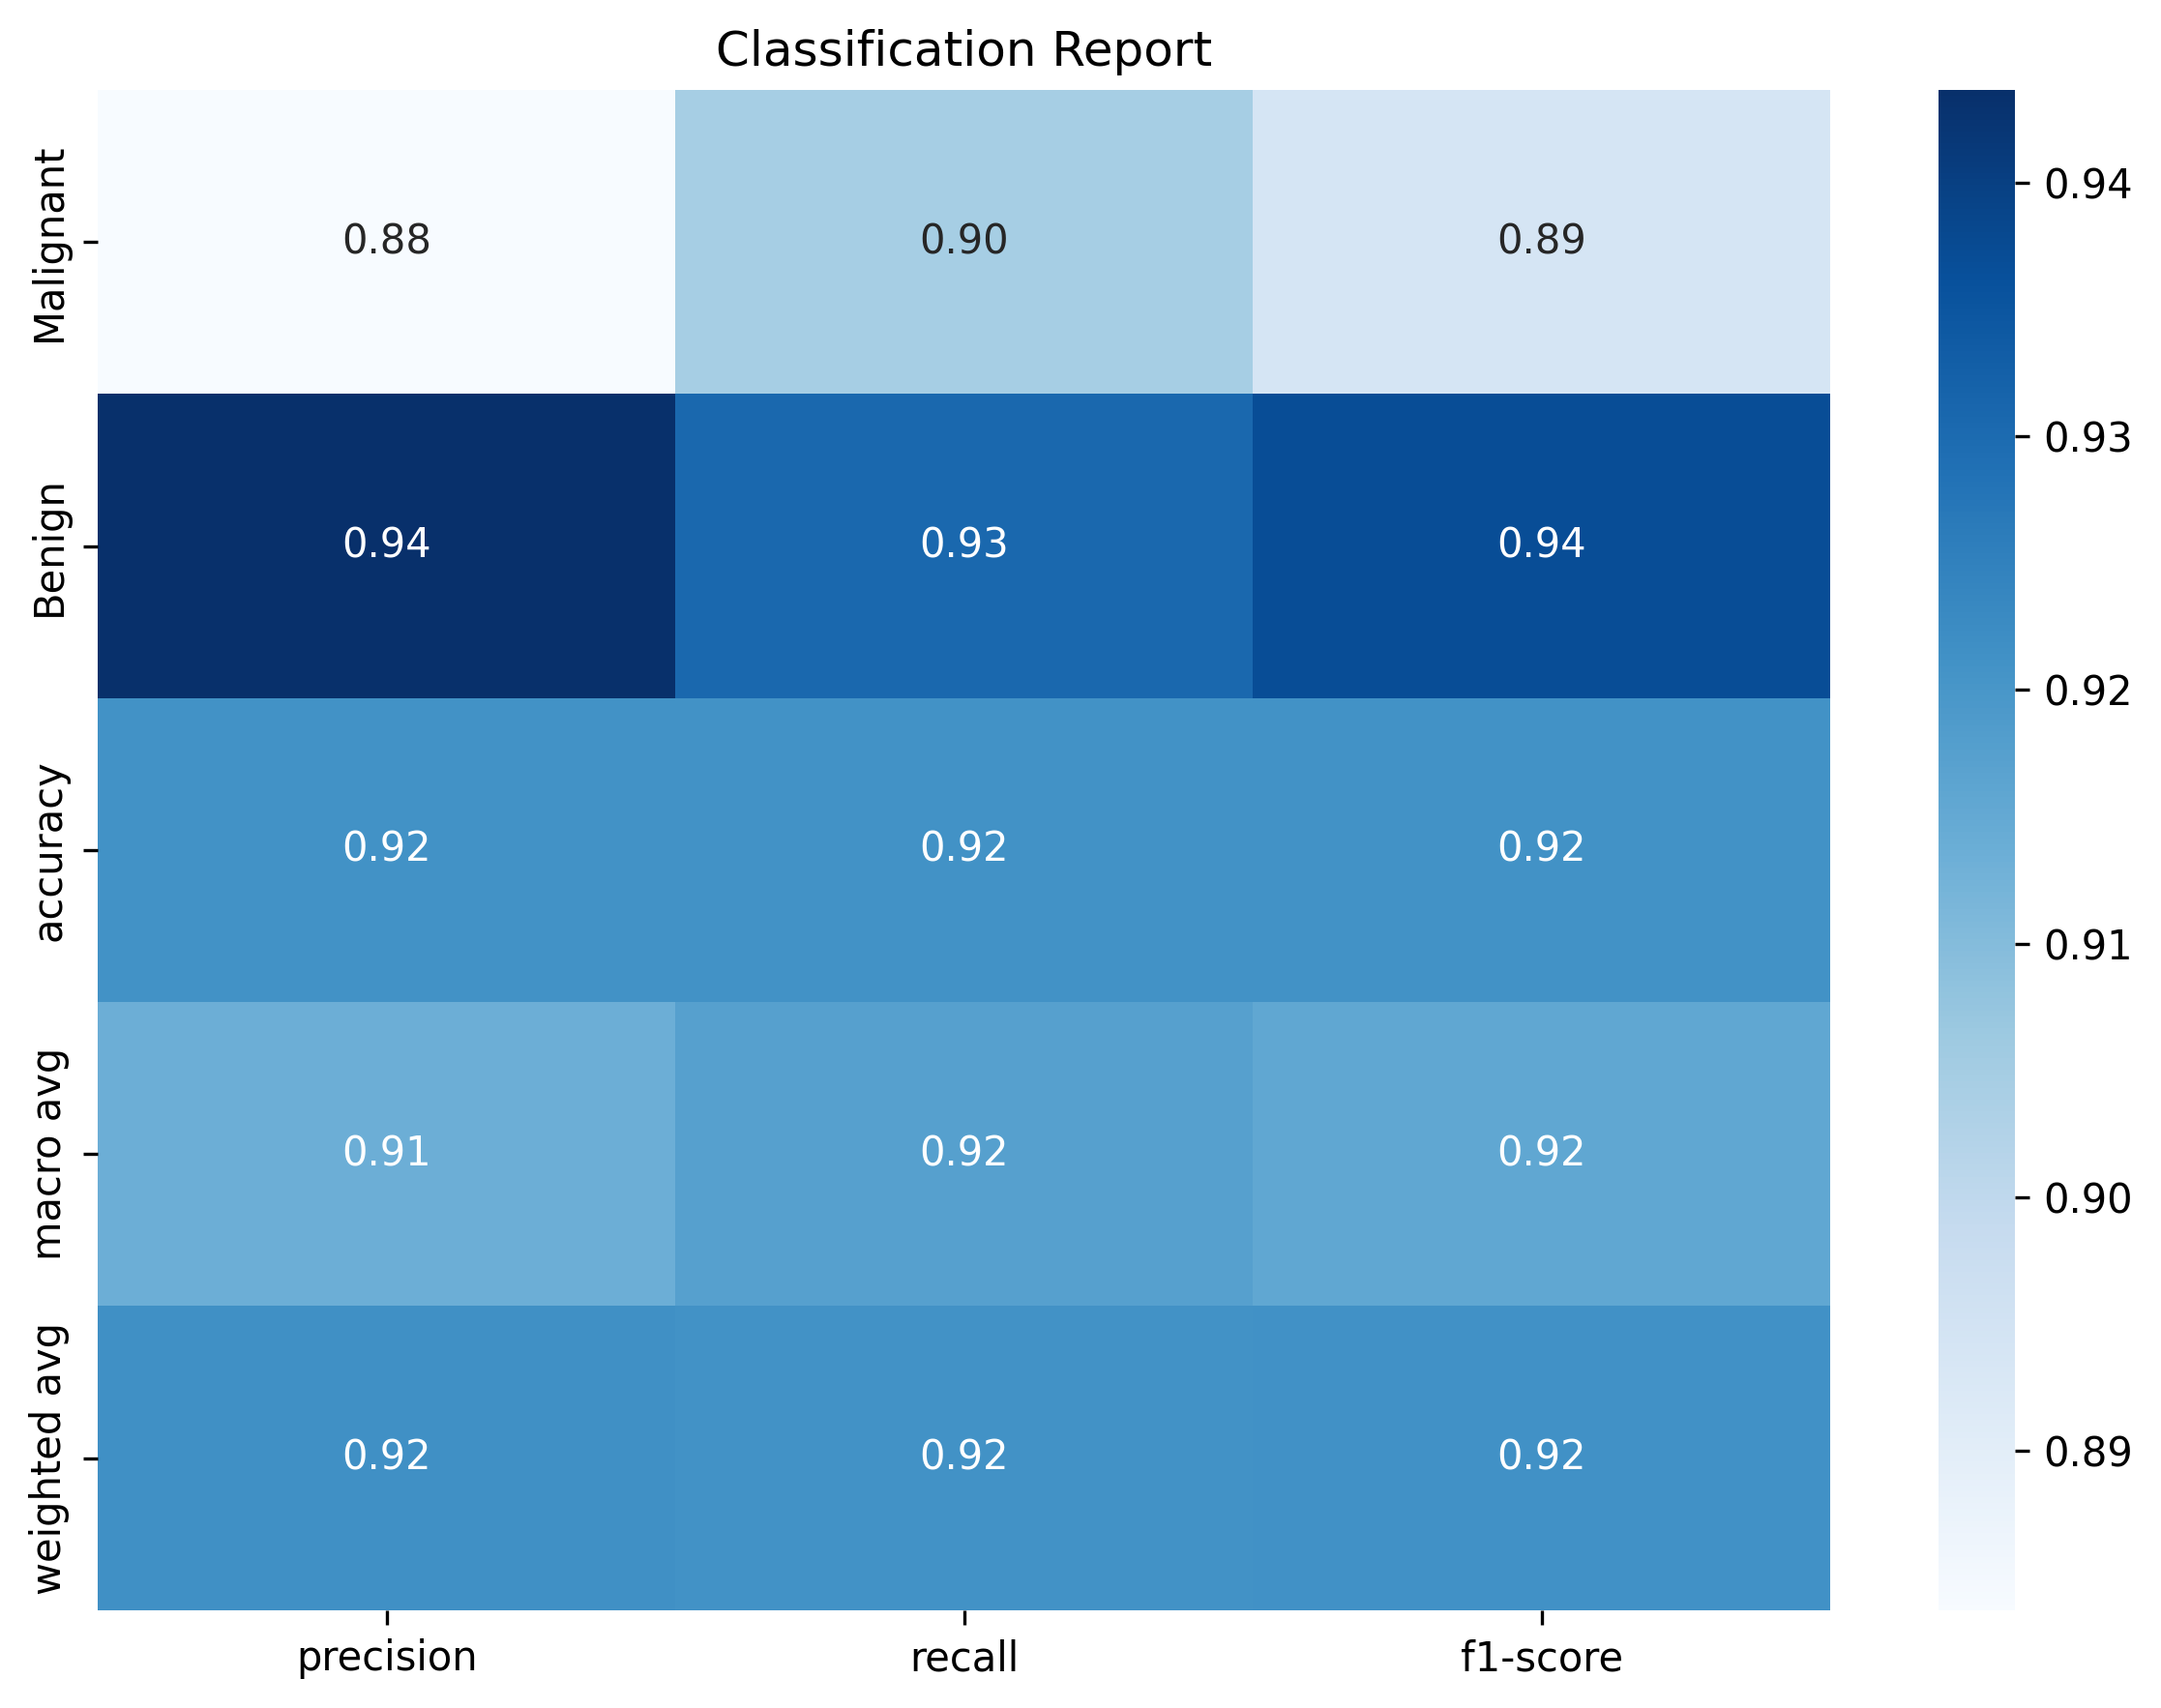 Classification Report
Malignant
0.88 0.90 0.89
Benign
0.94 0.93 0.94
accuracy
0.92 0.92 0.92
macro avg
0.91 0.92 0.92
weighted avg
0.92 0.92 0.92
precision recall f1-score
0.94
0.93
0.92
0.91
0.90
0.89